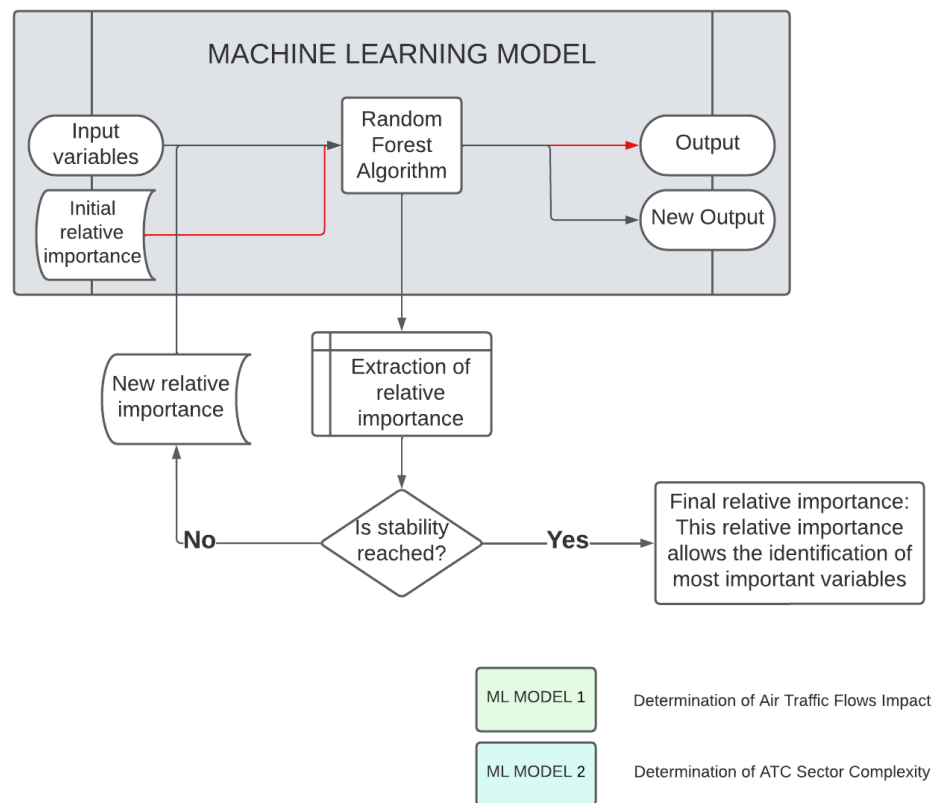 MACHINE LEARNING MODEL
Input
variables
Random
Forest
Algorithm
Output
Initial
relative
importance
New Output
New relative
importance
Extraction of
relative
importance
Is stability
reached?
No
Yes
Final relative importance:
This relative importance
allows the identification of
most important variables
ML MODEL 1
Determination of Air Traffic Flows Impact
ML MODEL 2
Determination of ATC Sector Complexity